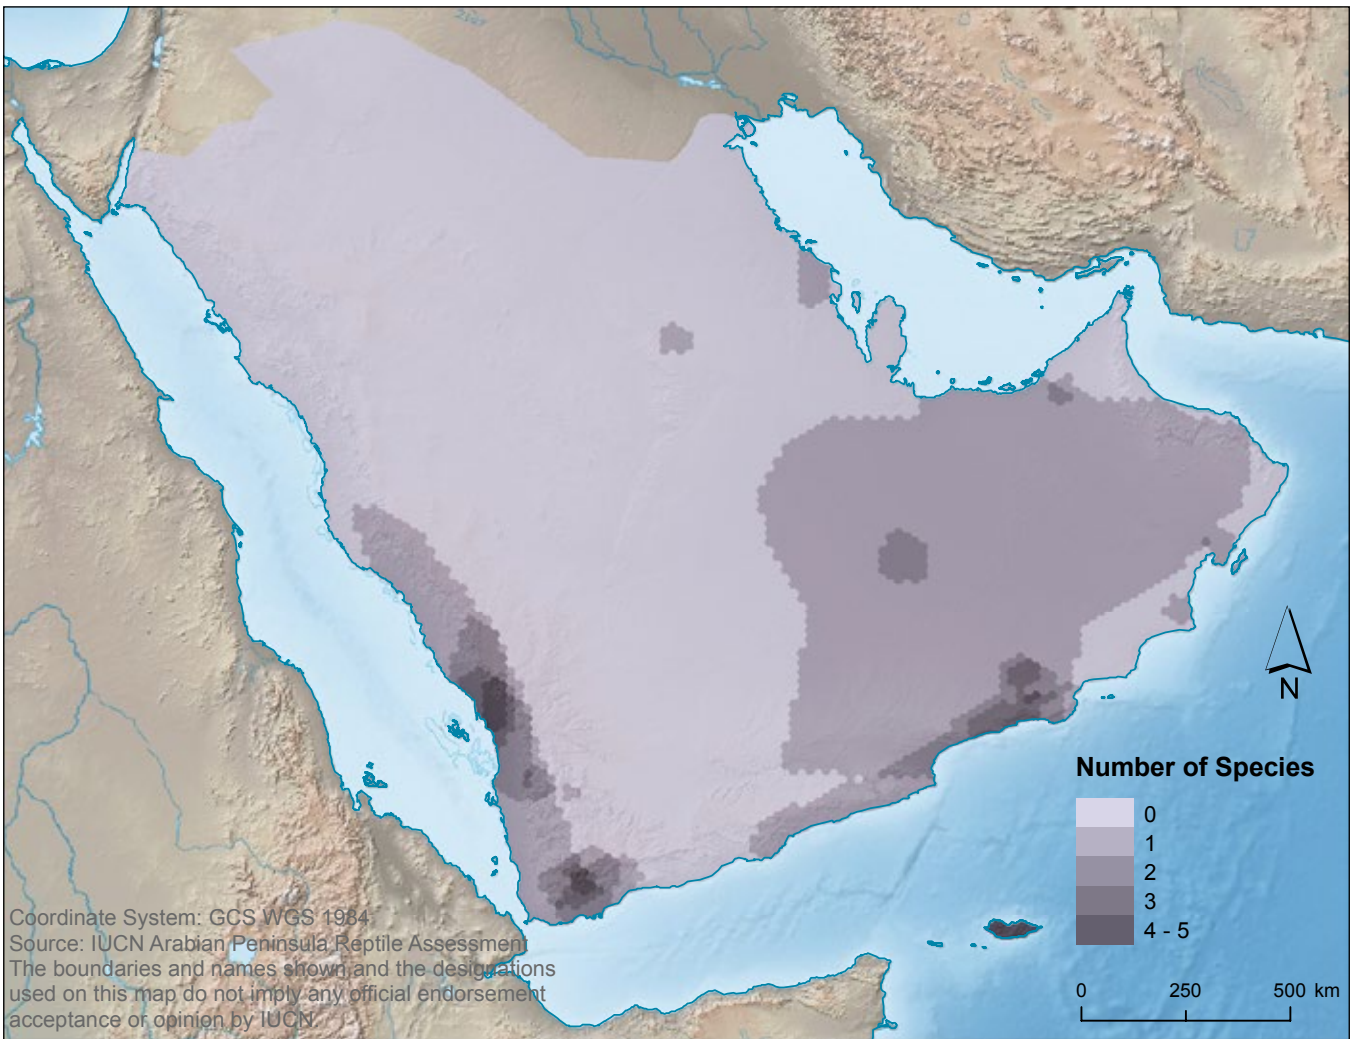 N
Number of Species
0
1
2
3
4 - 5
0 250 500 km
Coordinate System: GCS WGS 1984
Source: IUCN Arabian Peninsula Reptile Assessment
The boundaries and names shown and the designations
used on this map do not imply any official endorsement
acceptance or opinion by IUCN.